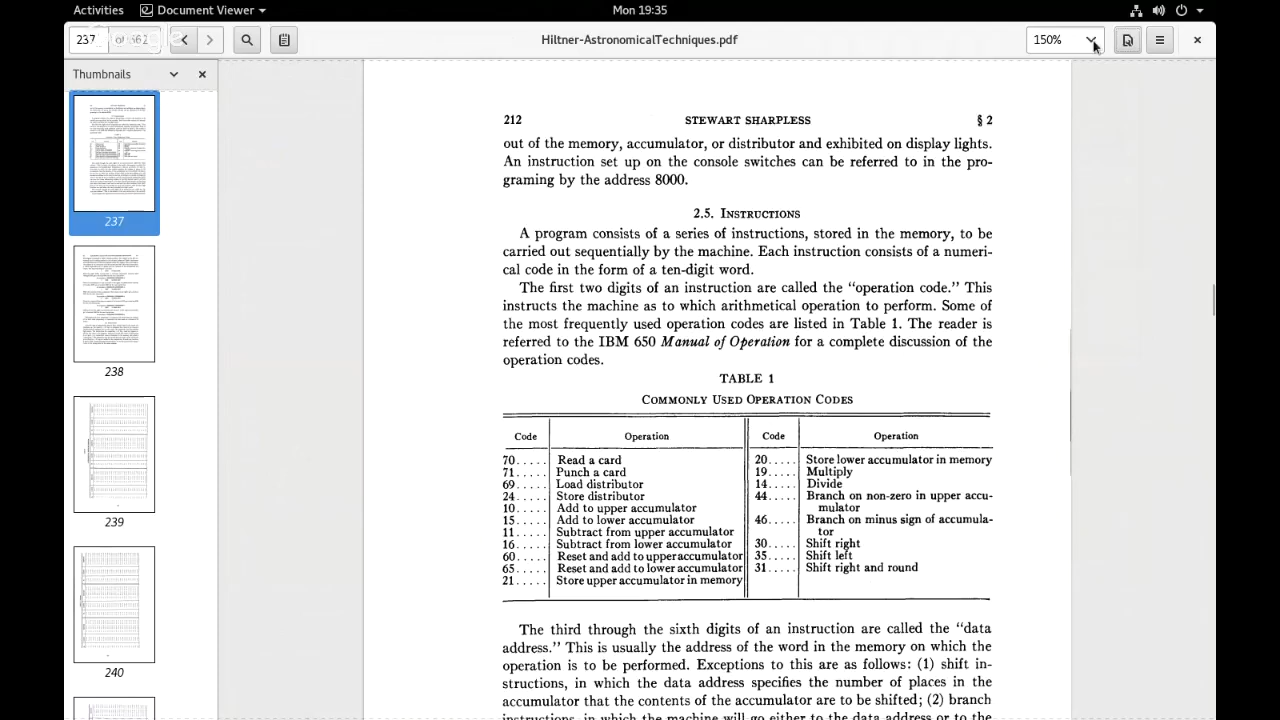 Activities Document Viewer Mon 19:35
237 of 662 Hiltner-AstronomicalTechniques.pdf 150%
Thumbnails
237
238
239
240
212 STEWART SHARPLESS § 2
out on the memory, accumulator, or distributor and exhibited on display lights.
An instruction set up on the console switches can be referred to in the pro-
graming by the address 8000.
2.5. INSTRUCTIONS
A program consists of a series of instructions, stored in the memory, to be
carried out sequentially by the machine. Each instruction consists of a numeri-
cal code in the form of a ten-digit word.
The first two digits of an instruction are called the “operation code.” This
instructs the machine as to which arithmetical operation to perform. Some of
the most frequently used operation codes are listed in Table 1. The reader is
referred to the IBM 650 Manual of Operation for a complete discussion of the
operation codes.
TABLE 1
COMMONLY USED OPERATION CODES
Code Operation Code Operation
70..... Read a card 20..... Store lower accumulator in memory
71..... Punch a card 19..... Multiply
69..... Load distributor 14..... Divide
24..... Store distributor 44..... Branch on non-zero in upper accu-
10..... Add to upper accumulator mulator
15..... Add to lower accumulator 46..... Branch on minus sign of accumula-
11..... Subtract from upper accumulator tor
16..... Subtract from lower accumulator 30..... Shift right
60..... Reset and add to upper accumulator 35..... Shift left
65..... Reset and add to lower accumulator 31..... Shift right and round
21..... Store upper accumulator in memory
The third through the sixth digits of an instruction are called the “data
address.” This is usually the address of the word in the memory on which the
operation is to be performed. Exceptions to this are as follows: (1) shift in-
structions, in which the data address specifies the number of places in the
accumulator that the contents of the accumulator are to be shifted; (2) branch
instructions, in which the machine will go either to the data address or to the